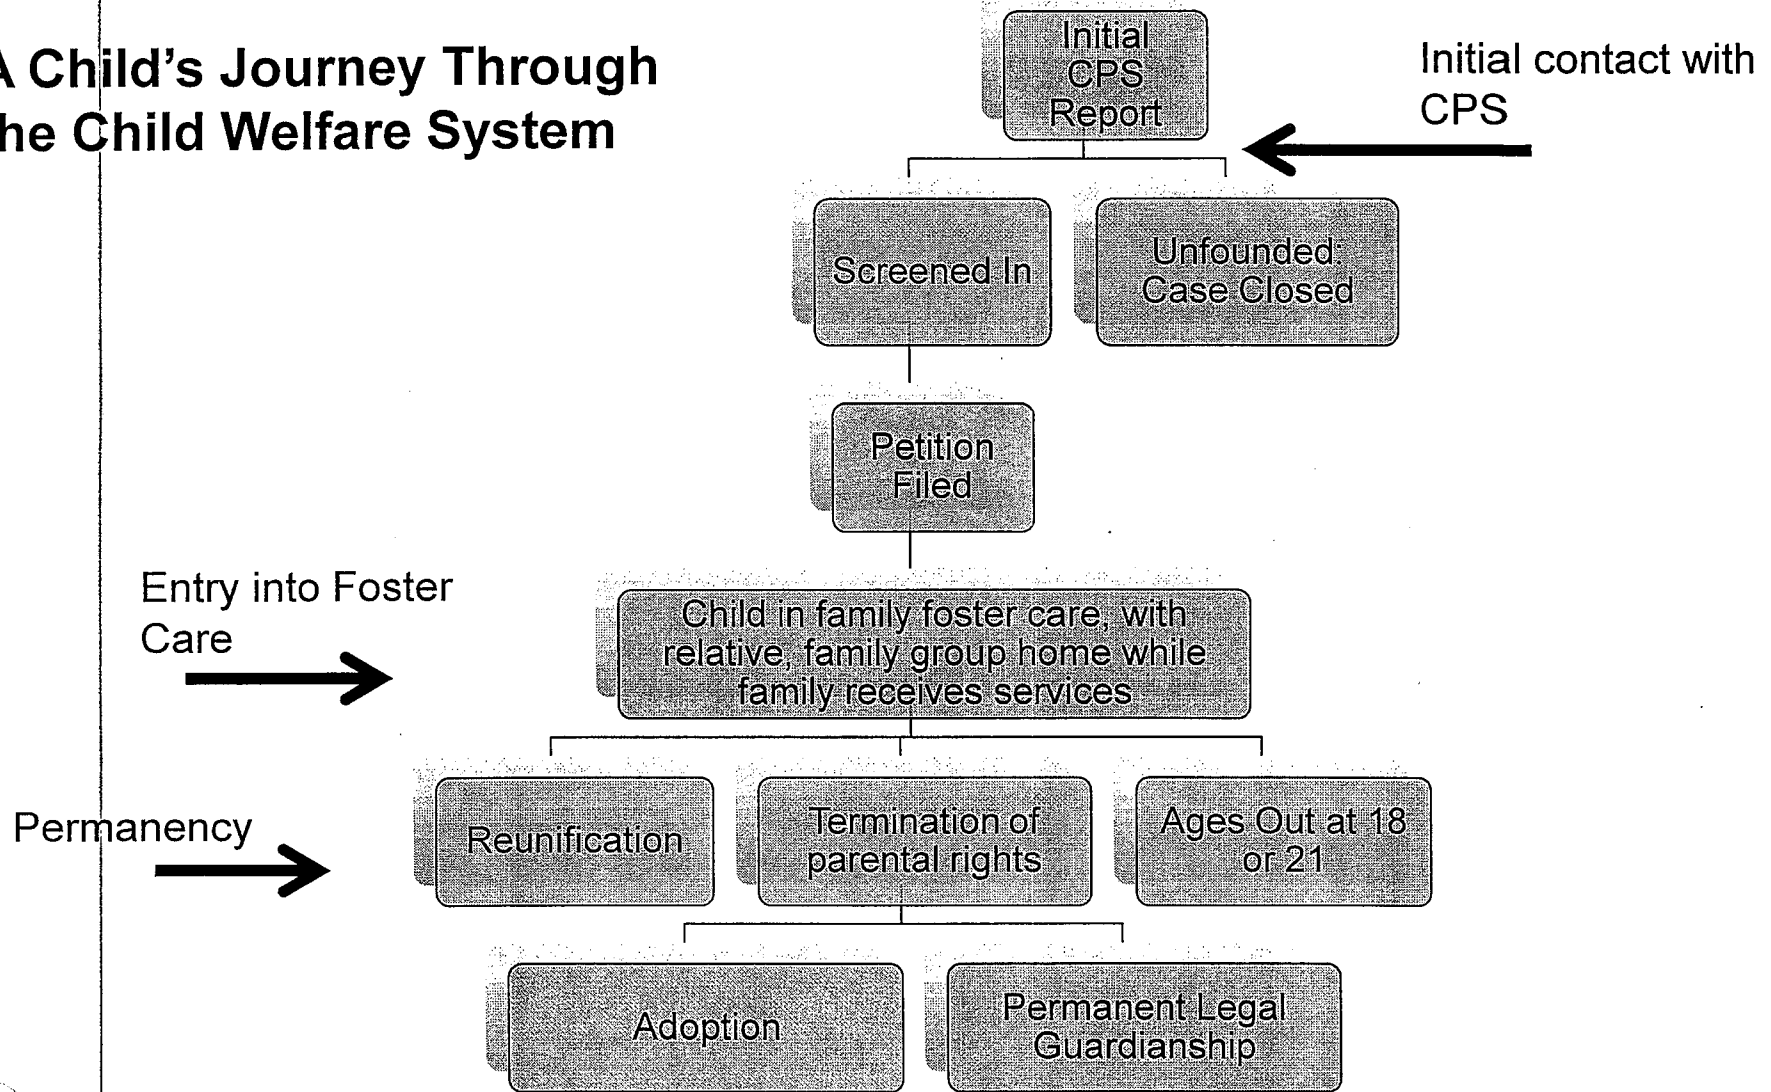 A Child's Journey Through
he Child Welfare System
Initial
CPS
Report
Initial contact with
CPS
Screened In
Unfounded:
Case Closed
Petition
Filed
Entry into Foster
Care
Child in family foster care, with
relative, family group home while
family receives services
Permanency
Reunification
Termination of
parental rights
Ages Out at 18
or 21
Adoption
Permanent Legal
Guardianship